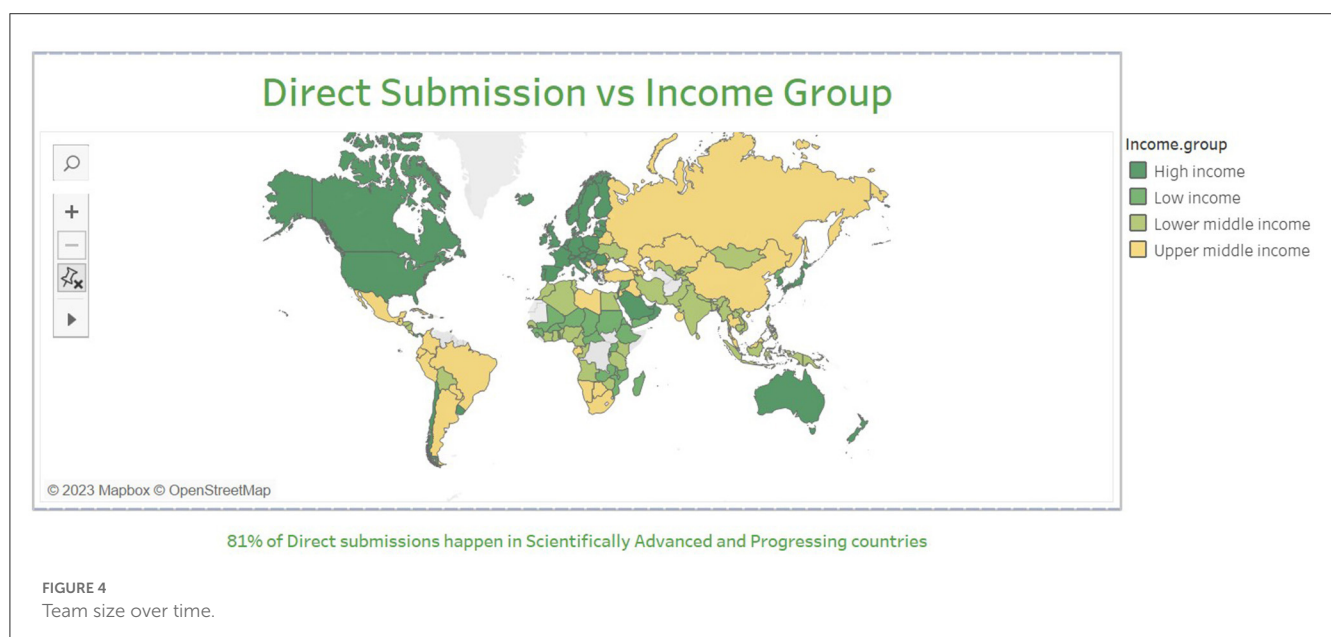 Direct Submission vs Income Group
Income.group
High income
Low income
Lower middle income
Upper middle income
© 2023 Mapbox © OpenStreetMap
81% of Direct submissions happen in Scientifically Advanced and Progressing countries
FIGURE 4
Team size over time.